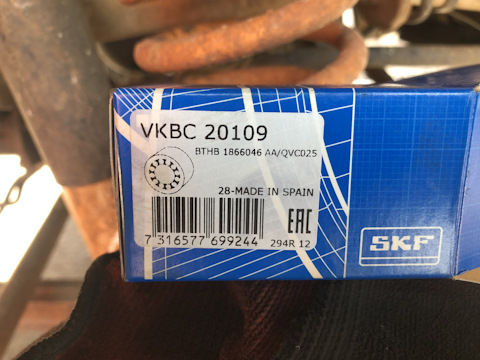 VKBC 20109
BTHB 1866046 AA/QVC025
28-MADE IN SPAIN
EAC
7 316577 699244
294R 12
SKF